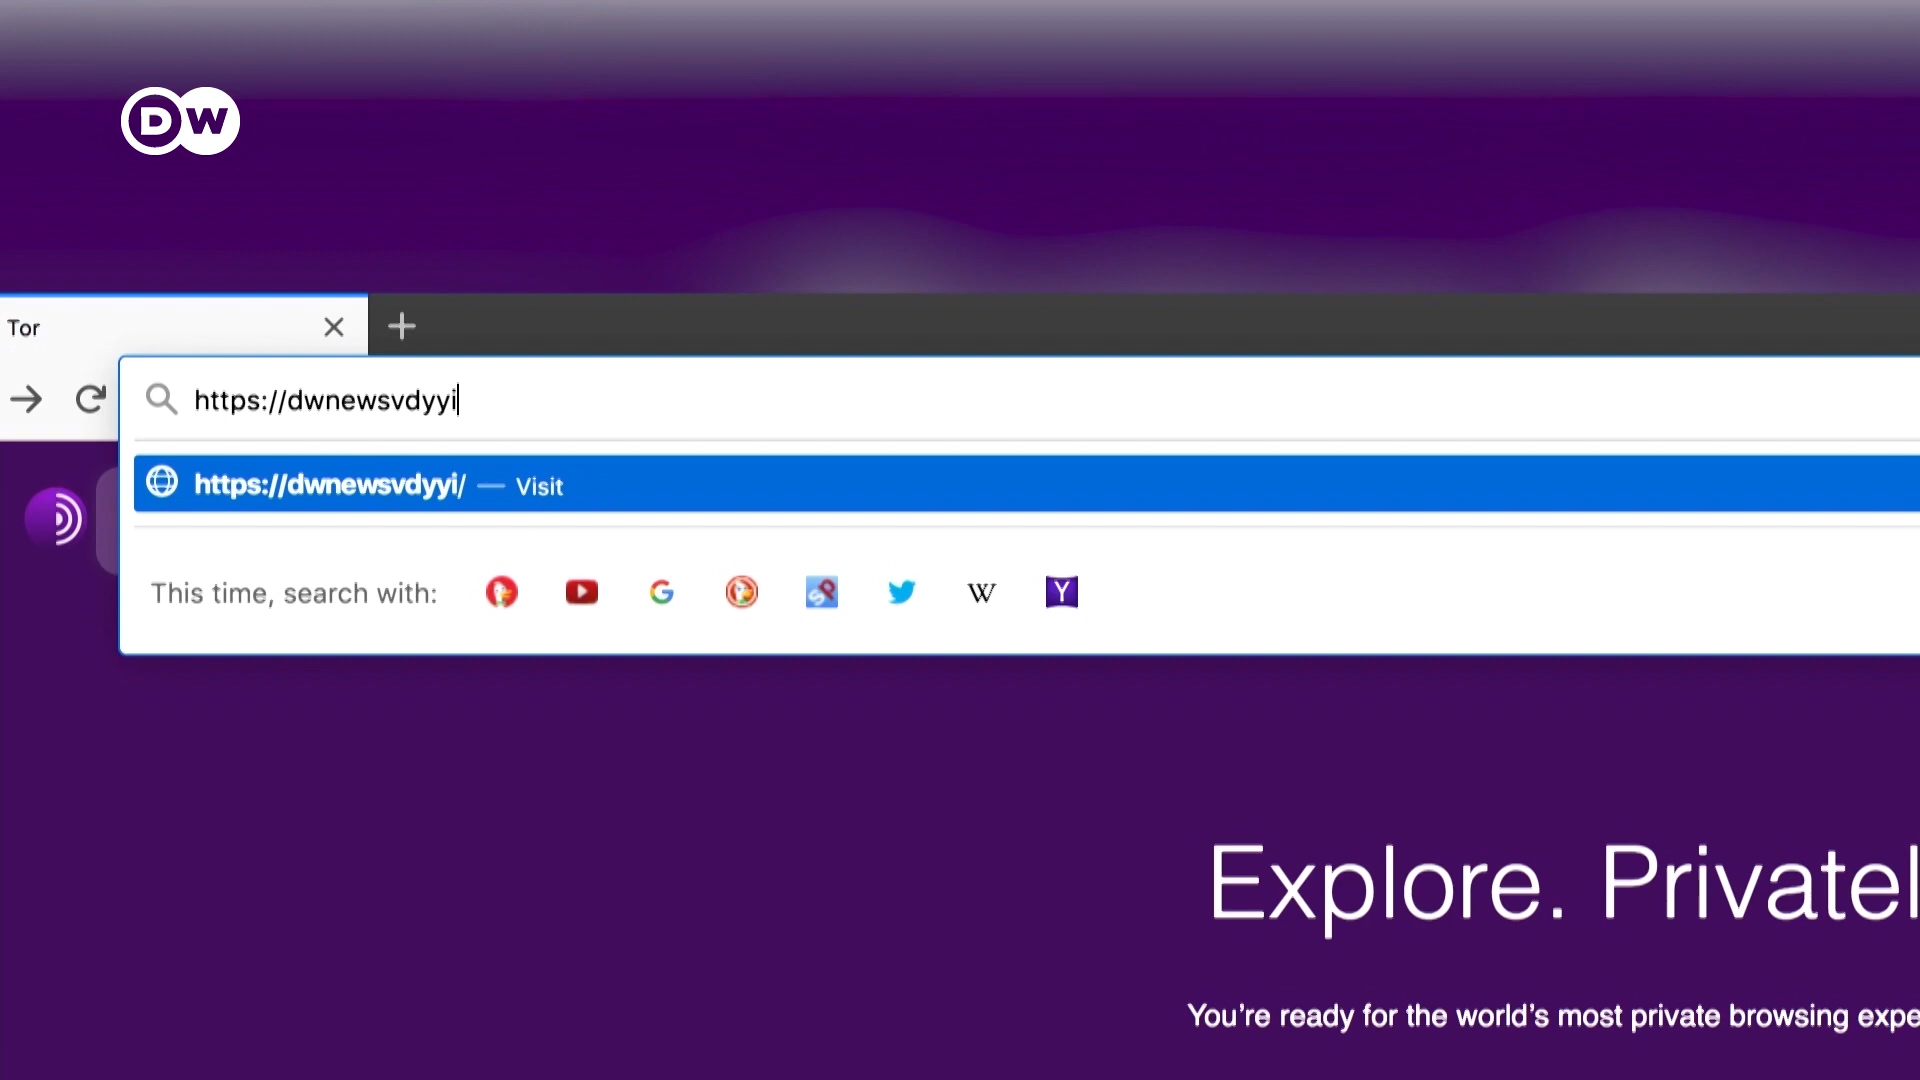 DW
Tor
https://dwnewsvdyyi
https://dwnewsvdyyi/ — Visit
This time, search with:
Explore. Privatel
You're ready for the world's most private browsing expe